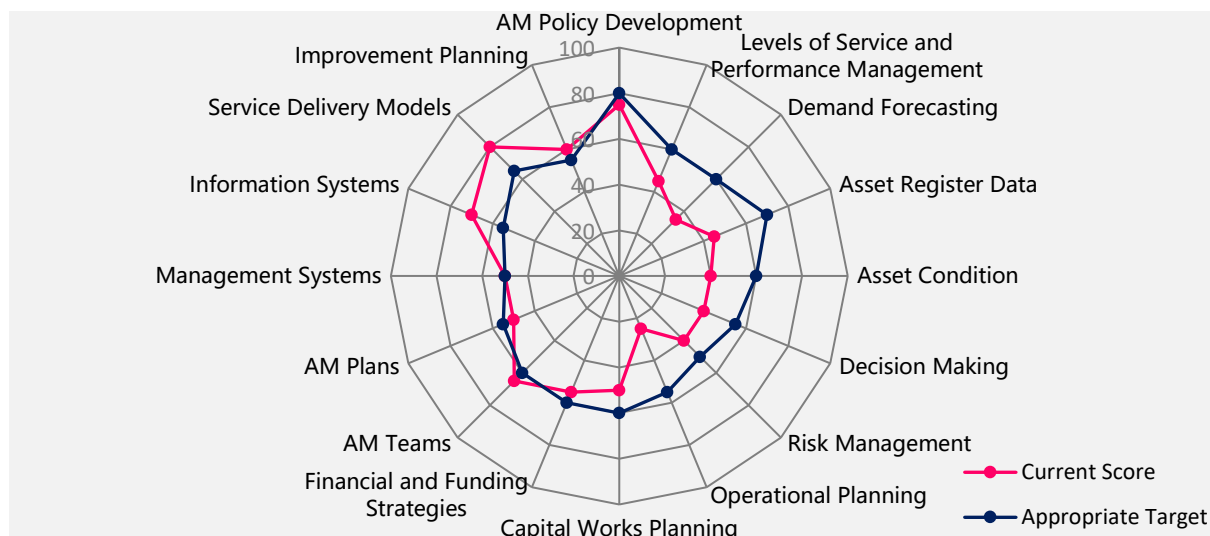 AM Policy Development
Levels of Service and
Performance Management
Demand Forecasting
Asset Register Data
Asset Condition
Decision Making
Risk Management
Operational Planning
Capital Works Planning
Financial and Funding
Strategies
AM Teams
AM Plans
Management Systems
Information Systems
Service Delivery Models
Improvement Planning
100
80
60
40
20
0
Current Score
Appropriate Target